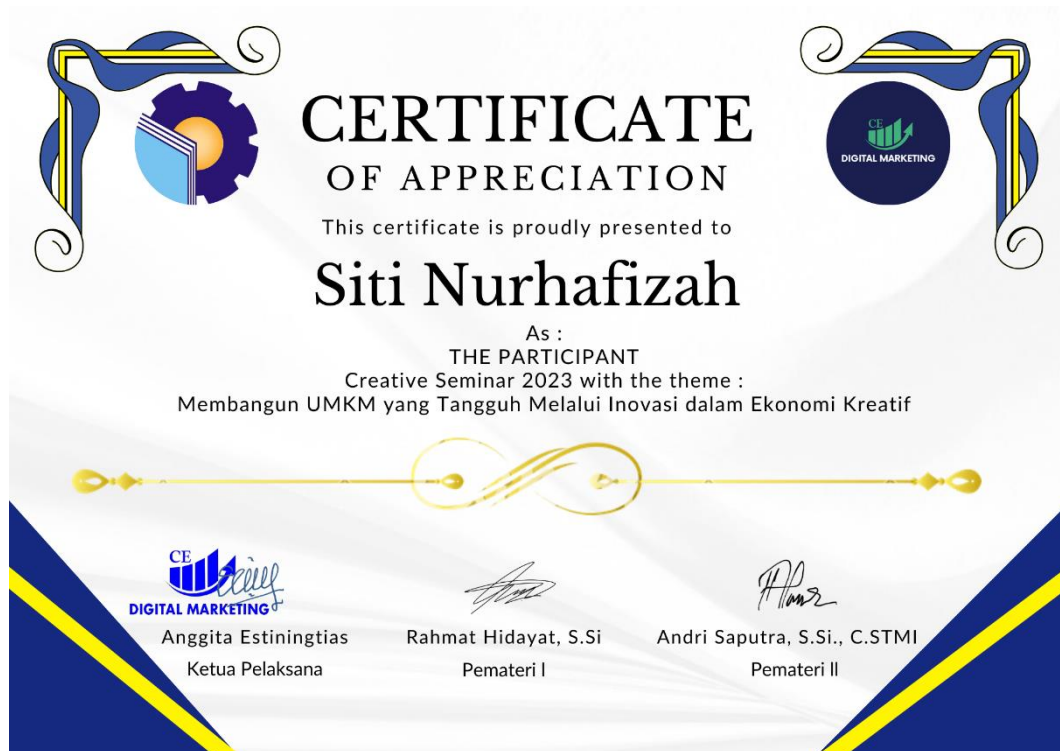 CERTIFICATE
OF APPRECIATION
CE
DIGITAL MARKETING
This certificate is proudly presented to
Siti Nurhafizah
As :
THE PARTICIPANT
Creative Seminar 2023 with the theme :
Membangun UMKM yang Tangguh Melalui Inovasi dalam Ekonomi Kreatif
CE
DIGITAL MARKETING
Anggita Estiningtias
Ketua Pelaksana
Rahmat Hidayat, S.Si
Pemateri I
Andri Saputra, S.Si., C.STMI
Pemateri II